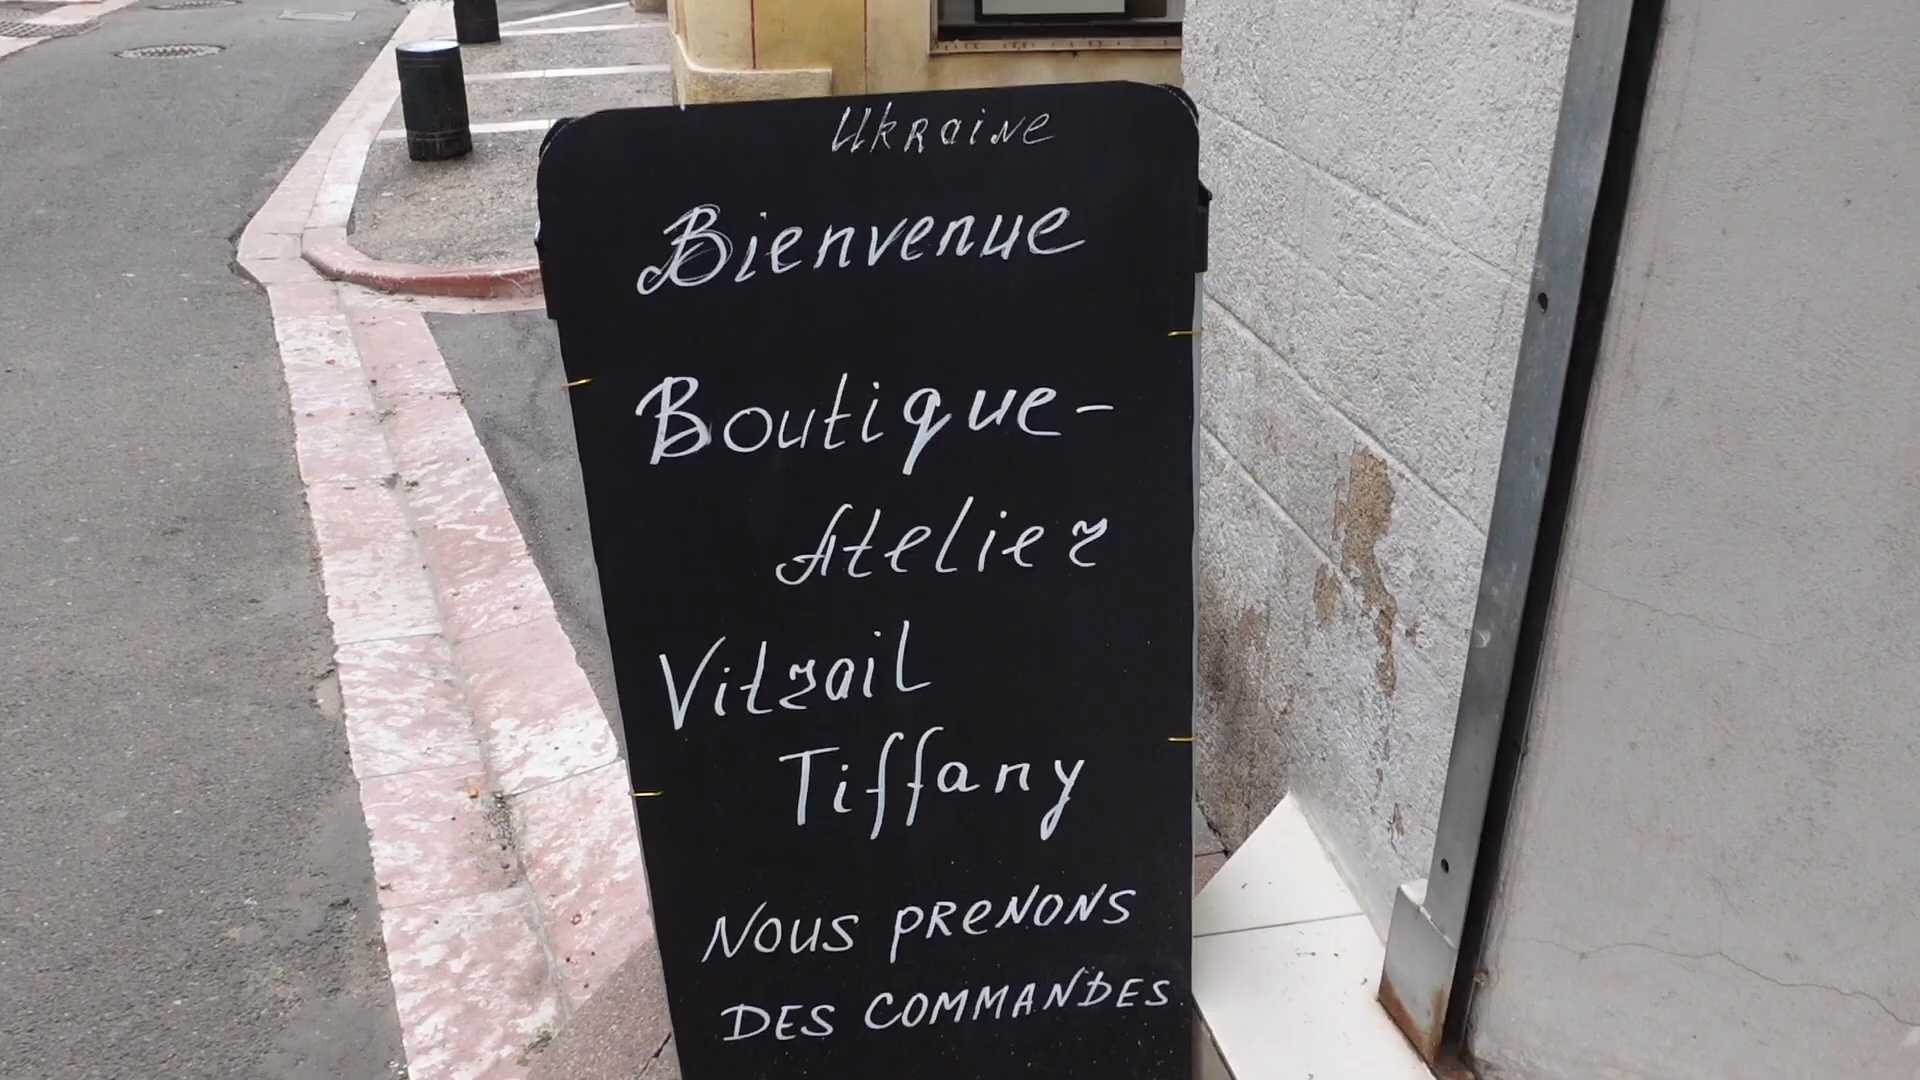 Ukraine
Bienvenue
Boutique-
Atelier
Vitrail
Tiffany
NOUS PRENONS
DES COMMANDES